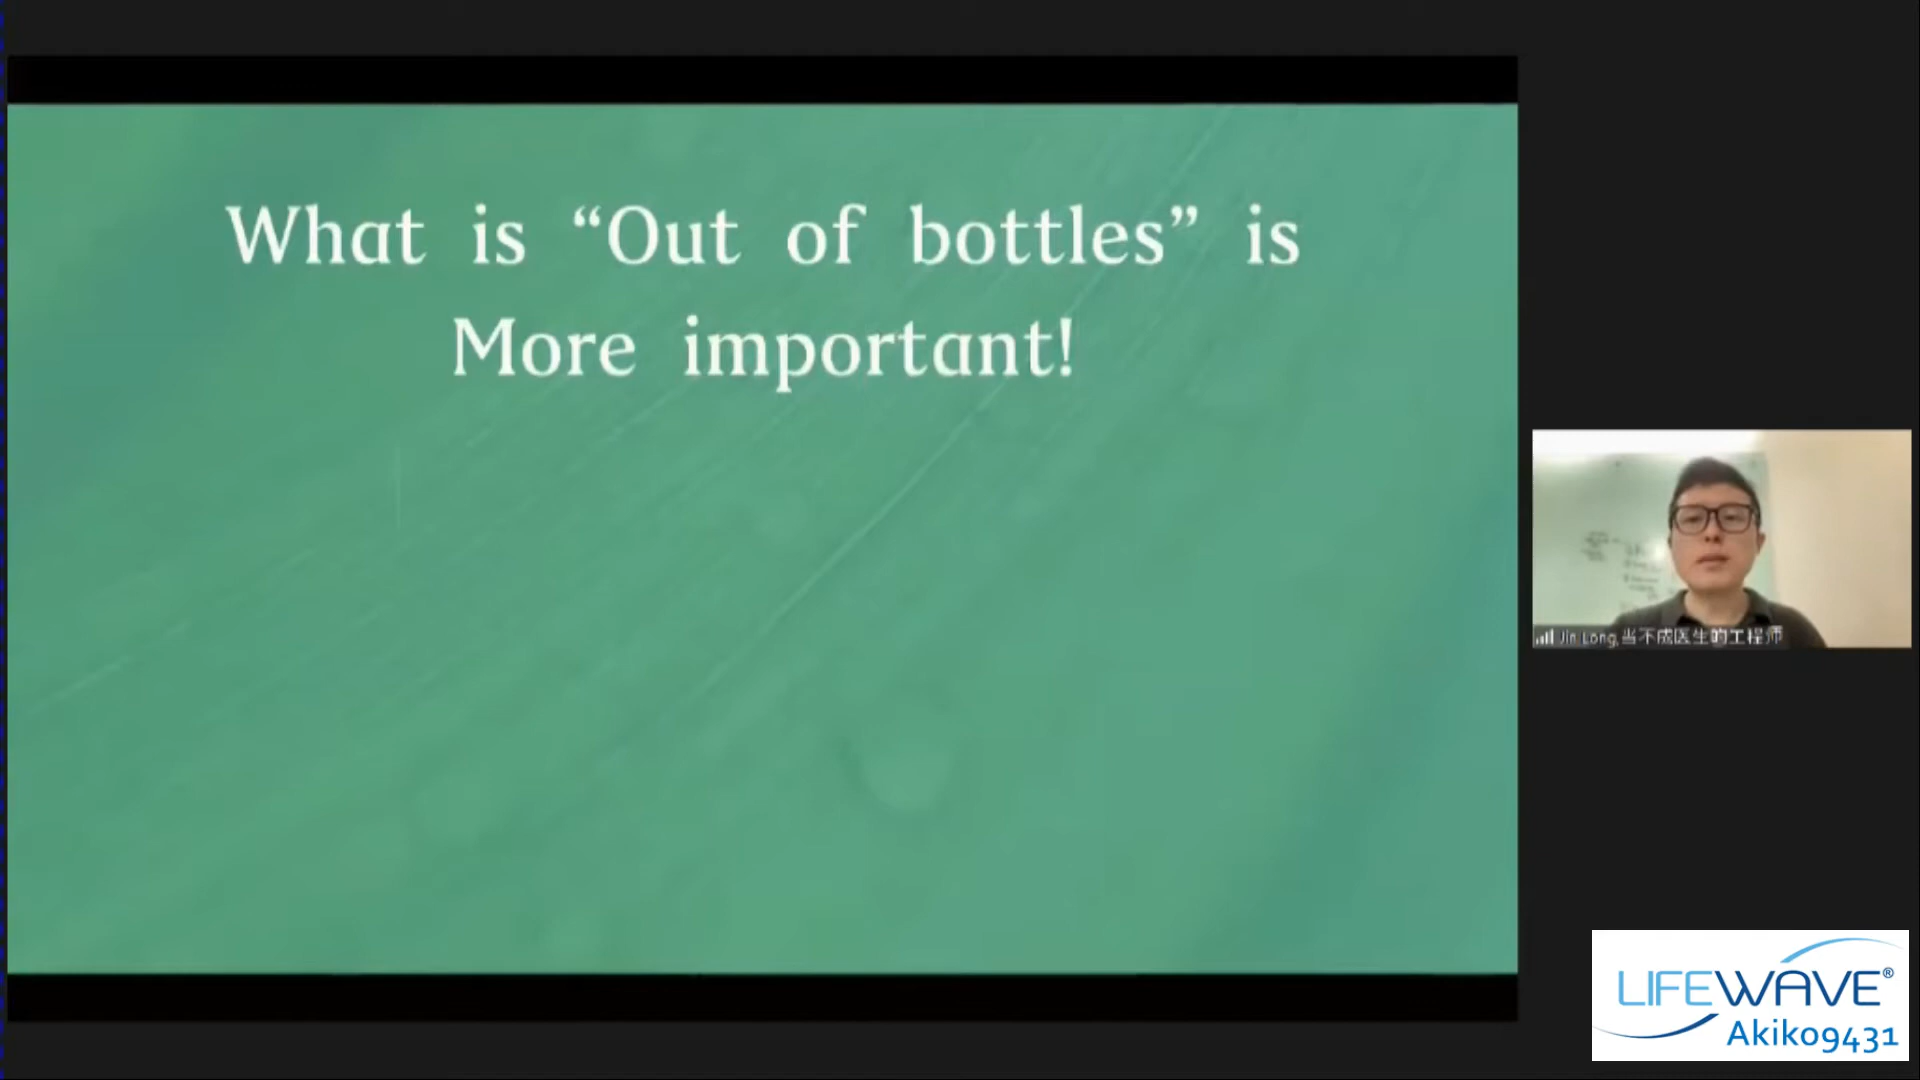 What is “Out of bottles” is
More important!
Jin Long,当不成医生的工程师
LIFEWAVE®
Akiko9431